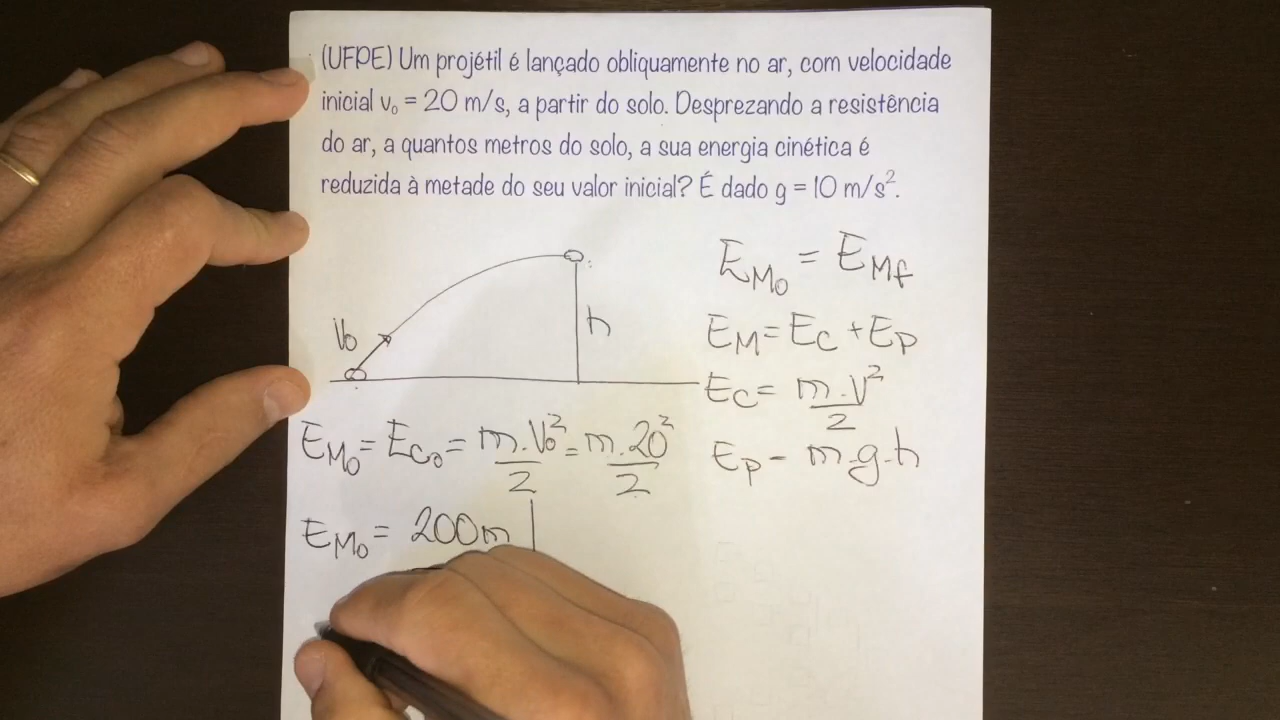 (UFPE) Um projétil é lançado obliquamente no ar, com velocidade
inicial v₀ = 20 m/s, a partir do solo. Desprezando a resistência
do ar, a quantos metros do solo, a sua energia cinética é
reduzida à metade do seu valor inicial? É dado g = 10 m/s².
E_M₀ = E_Mf
V₀
h
E_M = E_C + E_P
E_C = m.V²/2
E_M₀ = E_C₀ = m.V₀²/2 = m.20²/2
E_P = m.g.h
E_M₀ = 200m